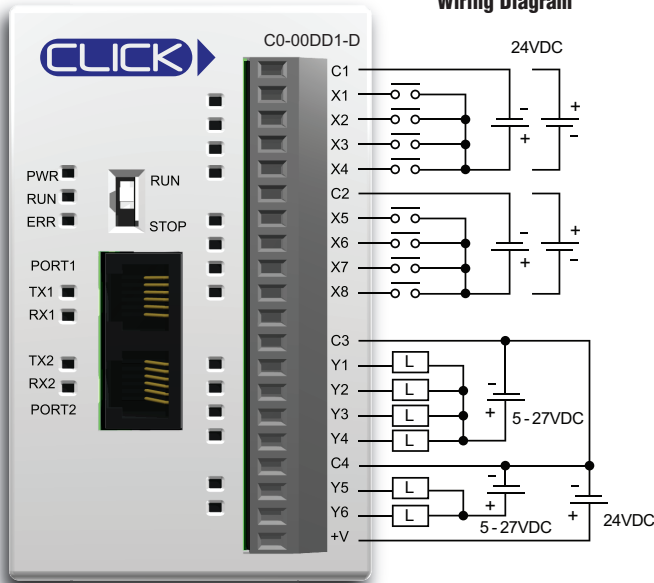 Wiring Diagram
CLICK
C0-00DD1-D
24VDC
C1
X1
X2
X3
X4
C2
X5
X6
X7
X8
C3
Y1
Y2
Y3
Y4
C4
Y5
Y6
+V
PWR
RUN
ERR
RUN
STOP
PORT1
TX1
RX1
TX2
RX2
PORT2
- +
+ -
- +
+ -
L
L
L
L
-
+ 5-27VDC
L
L
-
+
5-27VDC
-
+ 24VDC